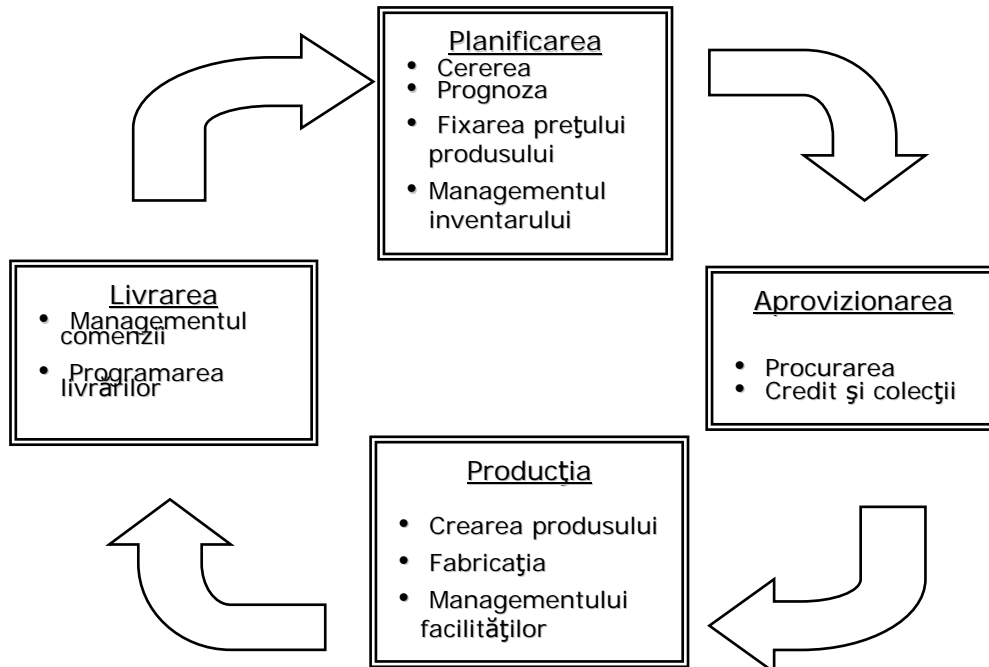 Planificarea
• Cererea
• Prognoza
• Fixarea preţului
produsului
• Managementul
inventarului
Livrarea
• Managementul
comenzii
• Programarea
livrărilor
Aprovizionarea
• Procurarea
• Credit şi colecţii
Producţia
• Crearea produsului
• Fabricaţia
• Managementului
facilităţilor